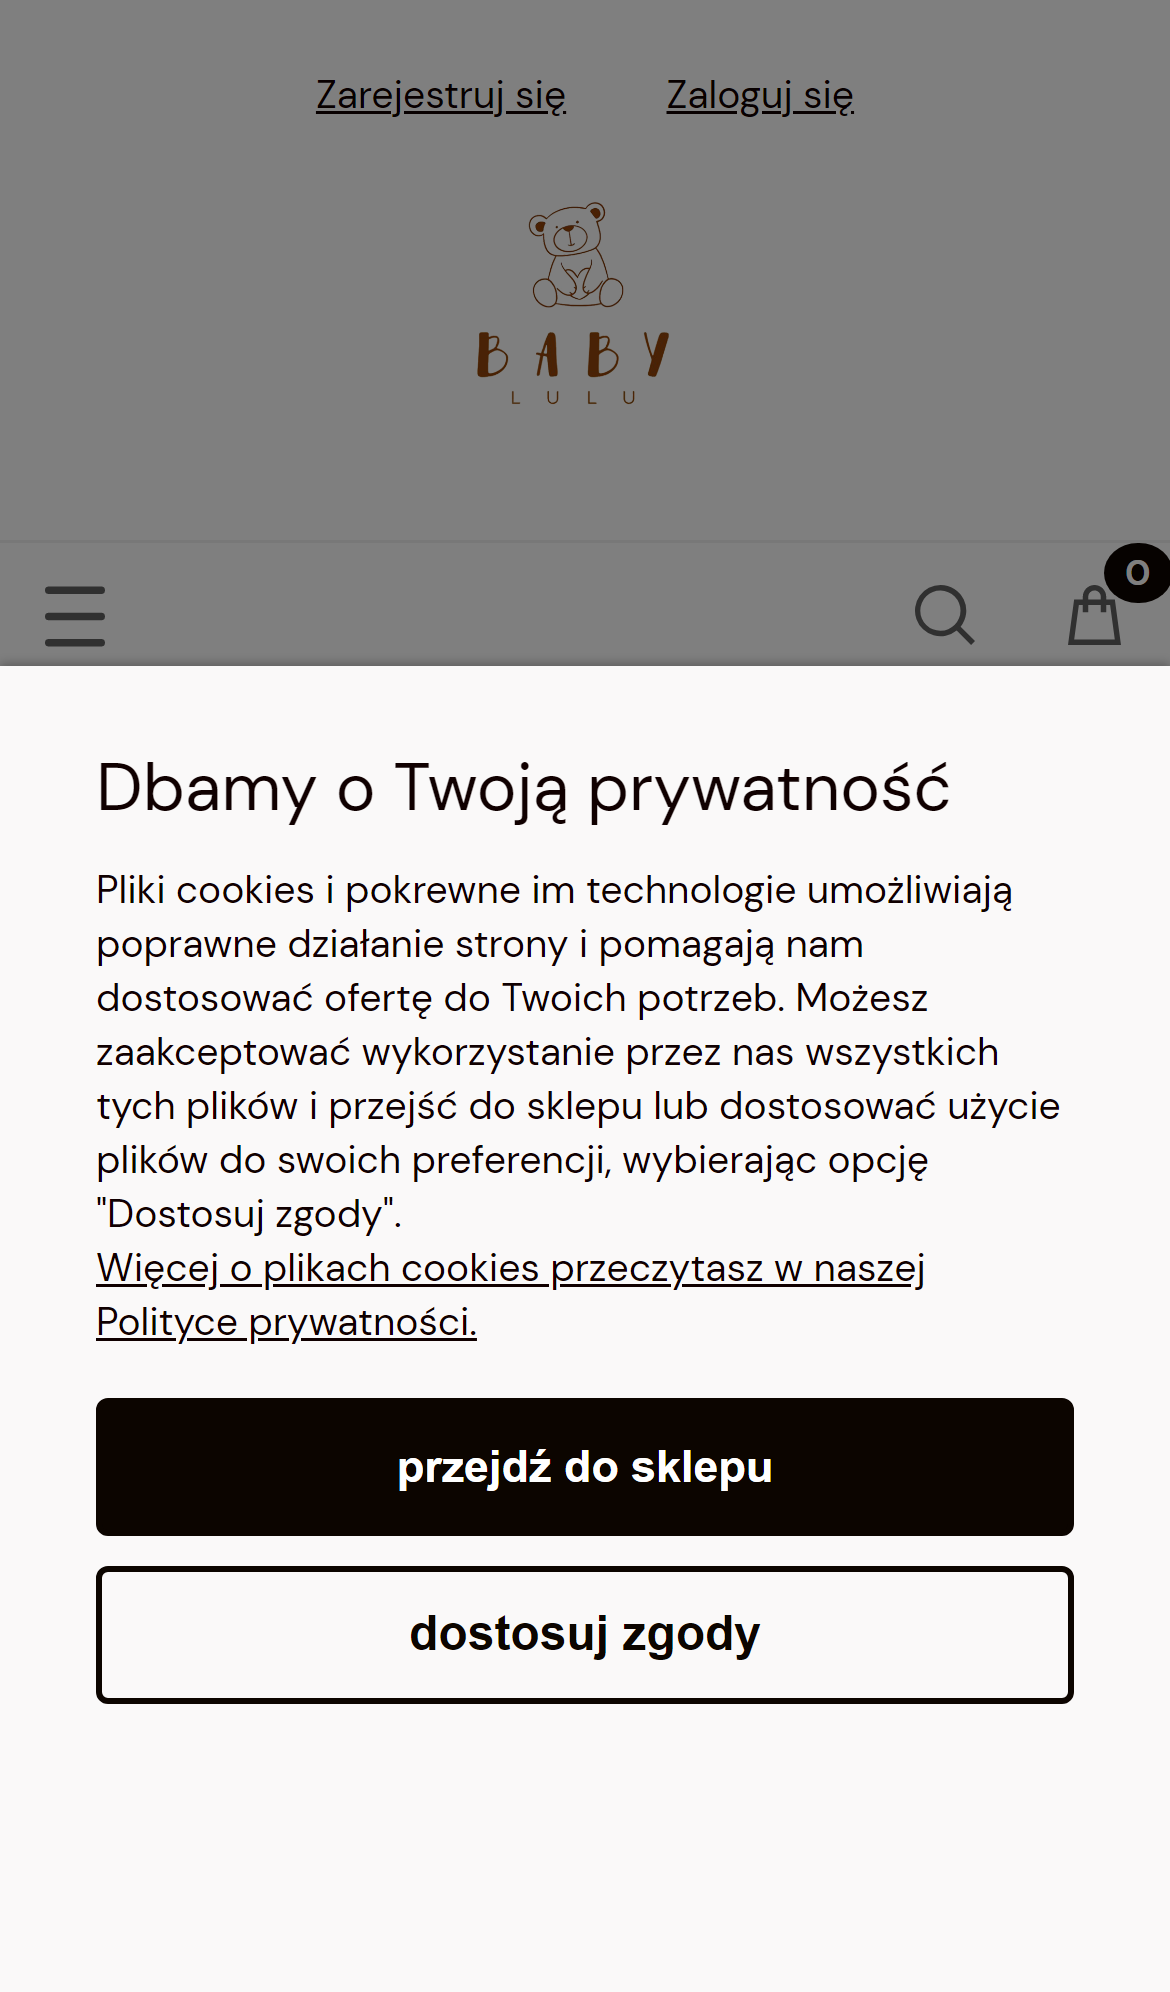 Zarejestruj się Zaloguj się
BABY
LULU
0
Dbamy o Twoją prywatność
Pliki cookies i pokrewne im technologie umożliwiają
poprawne działanie strony i pomagają nam
dostosować ofertę do Twoich potrzeb. Możesz
zaakceptować wykorzystanie przez nas wszystkich
tych plików i przejść do sklepu lub dostosować użycie
plików do swoich preferencji, wybierając opcję
"Dostosuj zgody".
Więcej o plikach cookies przeczytasz w naszej
Polityce prywatności.
przejdź do sklepu
dostosuj zgody